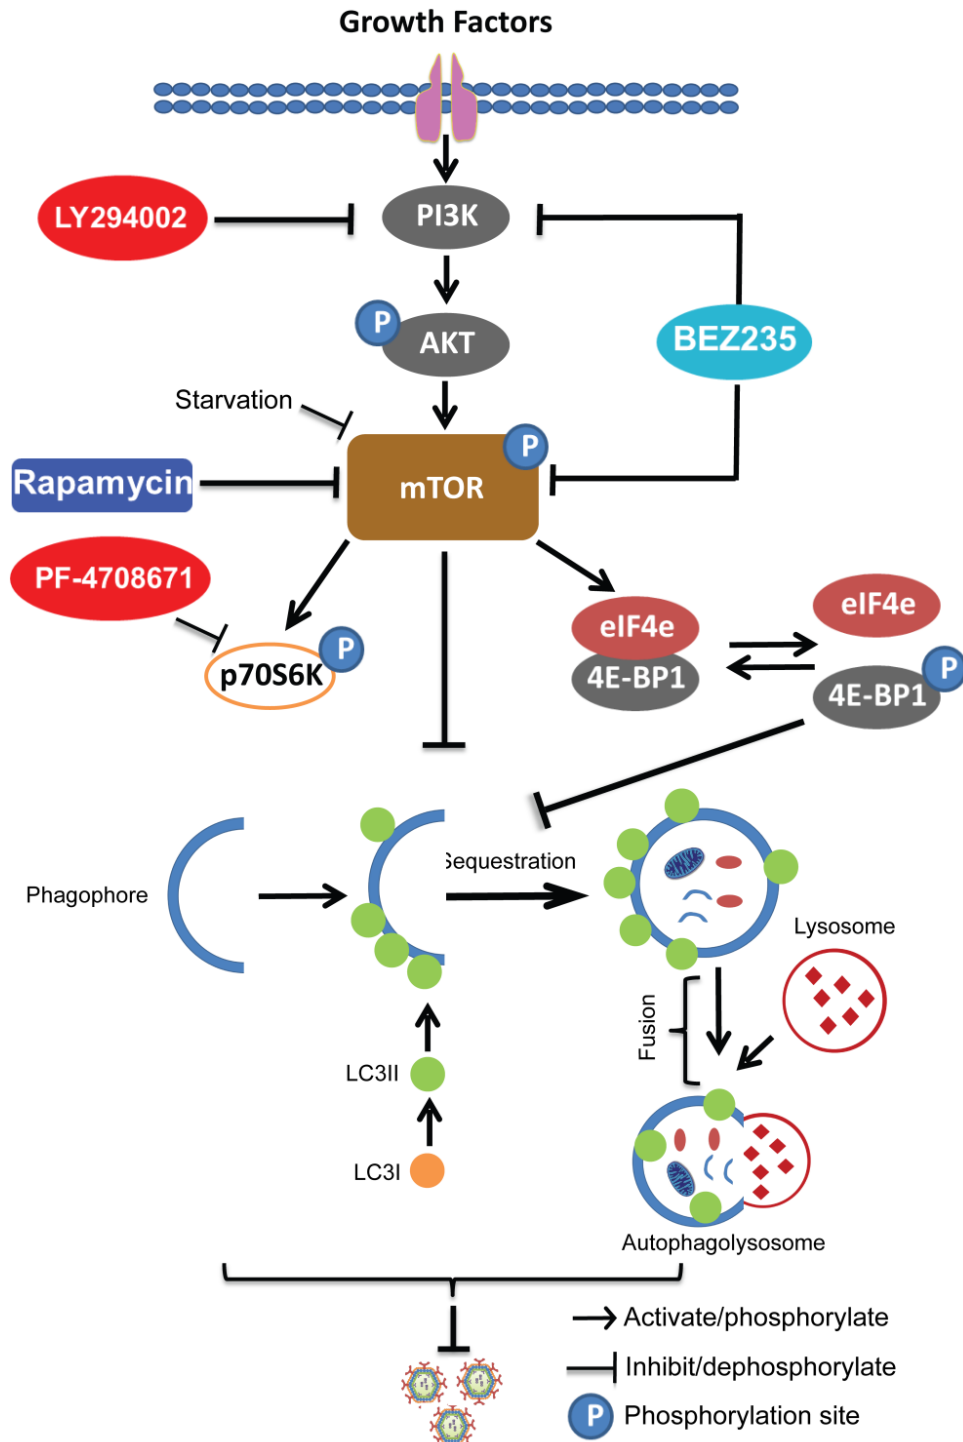 Growth Factors
LY294002
PI3K
P
AKT
BEZ235
Starvation
P
Rapamycin
mTOR
PF-4708671
eIF4e
eIF4e
P
p70S6K
4E-BP1
P
4E-BP1
Sequestration
Phagophore
Lysosome
Fusion
LC3II
LC3I
Autophagolysosome
Activate/phosphorylate
Inhibit/dephosphorylate
P
Phosphorylation site